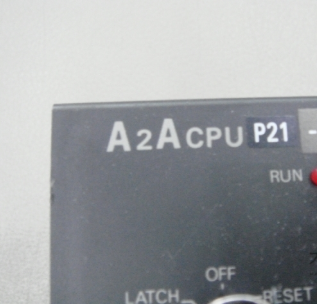 A2ACPU P21 -
RUN
OFF
LATCH RESET